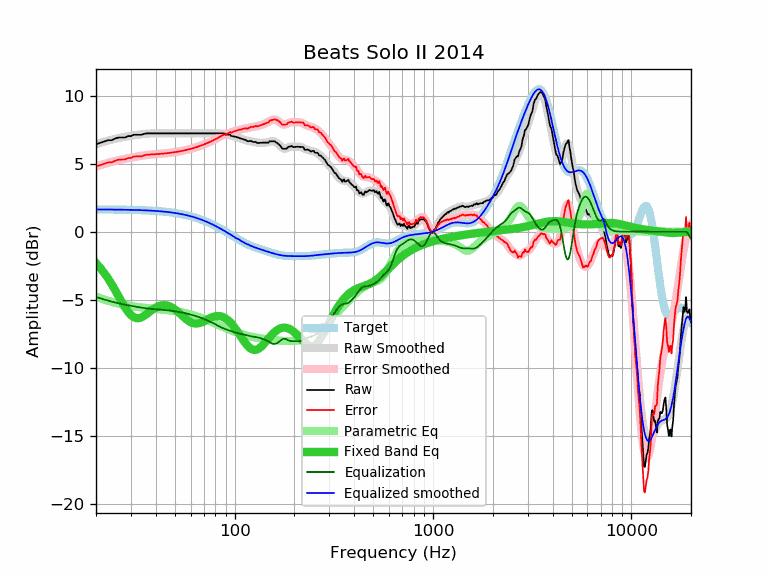 Beats Solo II 2014
10
5
0
−5
−10
−15
−20
Amplitude (dBr)
Target
Raw Smoothed
Error Smoothed
Raw
Error
Parametric Eq
Fixed Band Eq
Equalization
Equalized smoothed
100
1000
10000
Frequency (Hz)